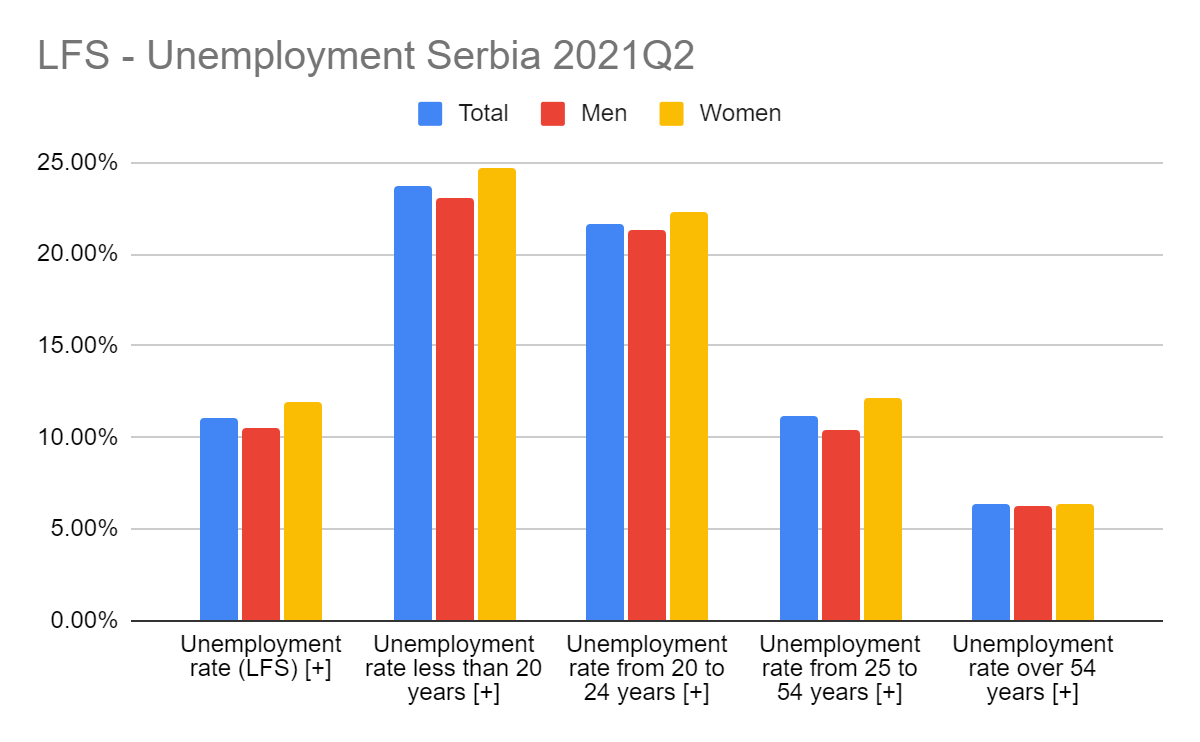 LFS - Unemployment Serbia 2021Q2
Total Men Women
25.00%
20.00%
15.00%
10.00%
5.00%
0.00%
Unemployment
rate (LFS) [+]
Unemployment
rate less than 20
years [+]
Unemployment
rate from 20 to
24 years [+]
Unemployment
rate from 25 to
54 years [+]
Unemployment
rate over 54
years [+]